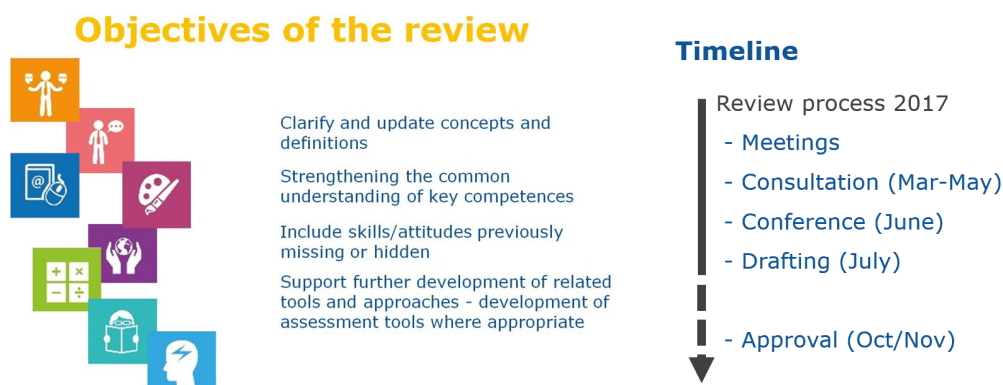 Objectives of the review
Clarify and update concepts and
definitions
Strengthening the common
understanding of key competences
Include skills/attitudes previously
missing or hidden
Support further development of related
tools and approaches - development of
assessment tools where appropriate
Timeline
Review process 2017
- Meetings
- Consultation (Mar-May)
- Conference (June)
- Drafting (July)
- Approval (Oct/Nov)